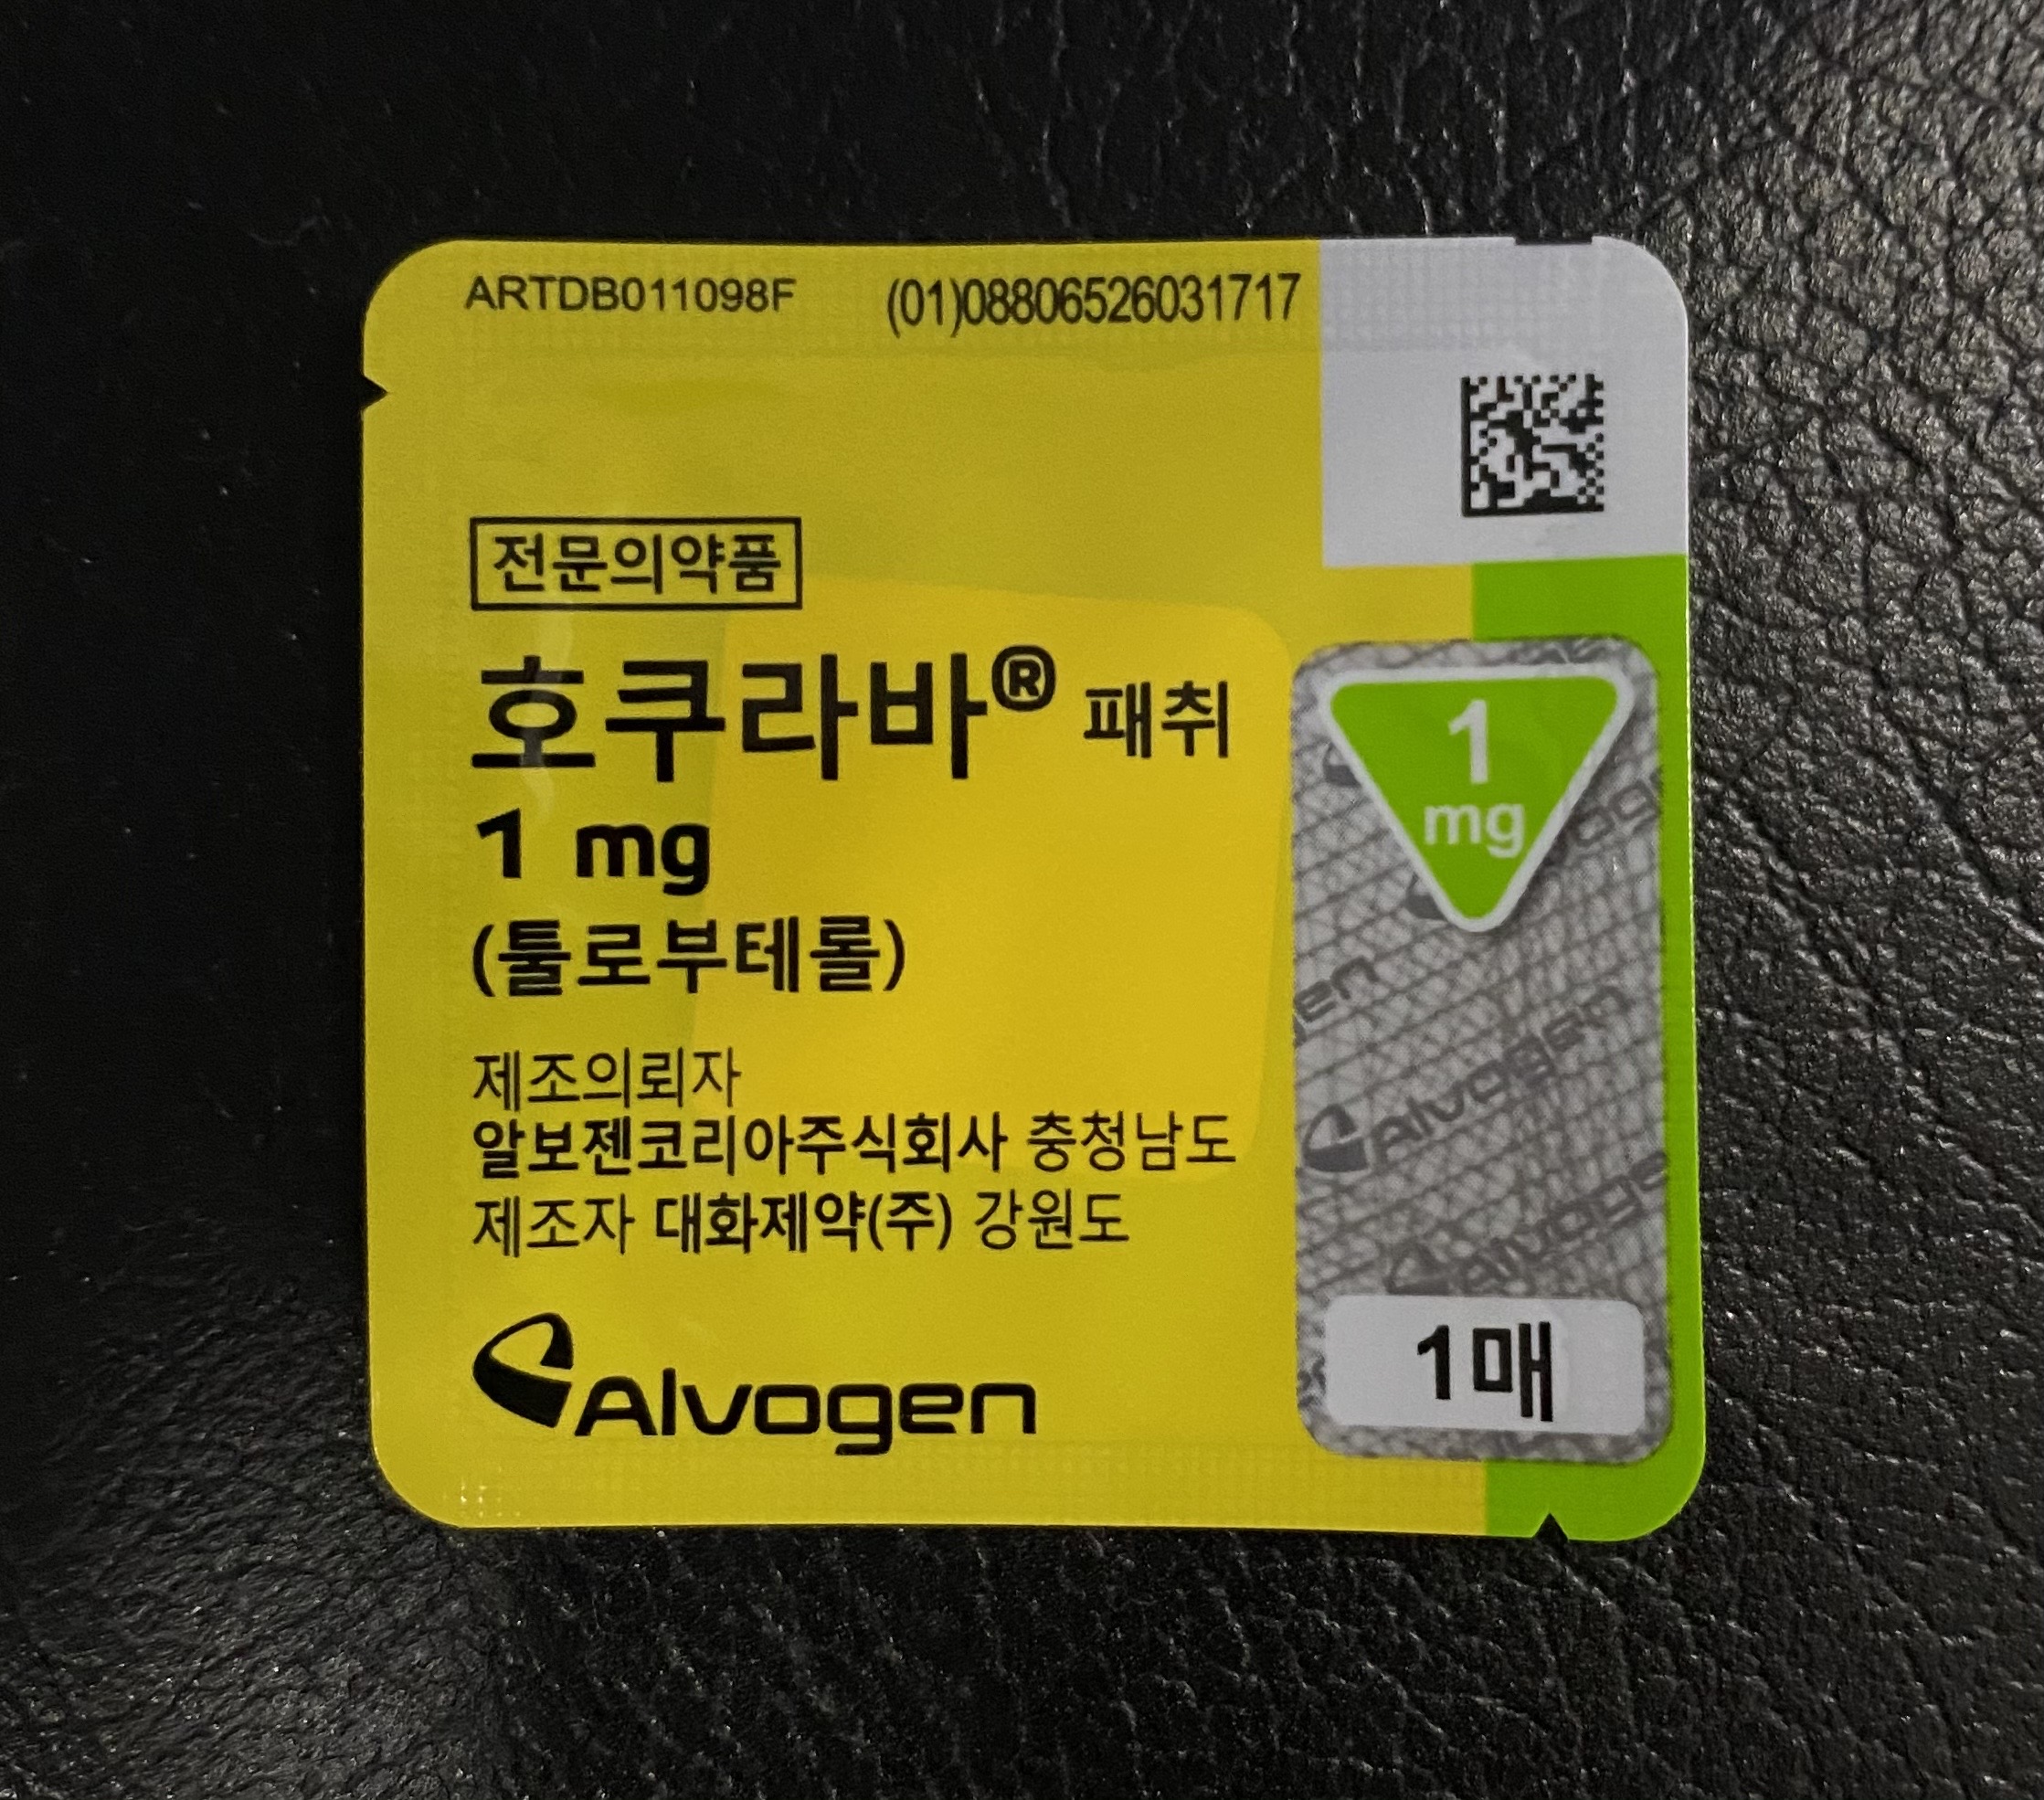 ARTDB011098F (01)08806526031717
전문의약품
호쿠라바® 패취
1 mg
(툴로부테롤)
제조의뢰자
알보젠코리아주식회사 충청남도
제조자 대화제약(주) 강원도
Alvogen
1
mg
Alvogen
1매